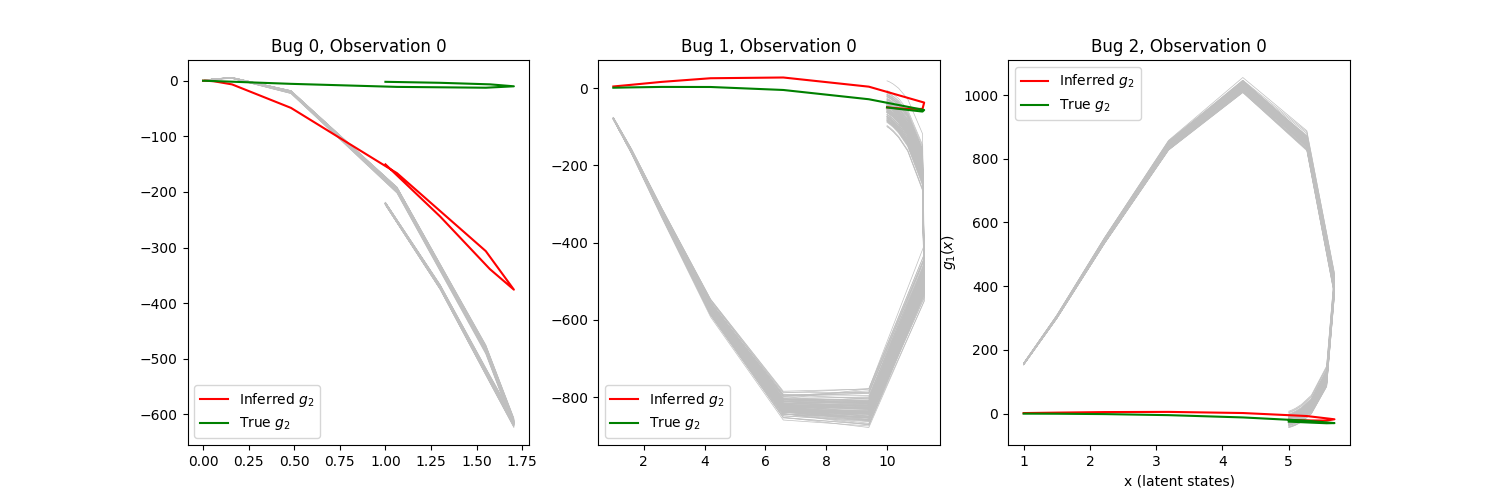 Bug 0, Observation 0
0
−100
−200
−300
−400
−500
−600
0.00 0.25 0.50 0.75 1.00 1.25 1.50 1.75
Inferred g₂
True g₂
Bug 1, Observation 0
0
−200
−400
−600
−800
2 4 6 8 10
Inferred g₂
True g₂
Bug 2, Observation 0
g₁(x)
1000
800
600
400
200
0
1 2 3 4 5
x (latent states)
Inferred g₂
True g₂